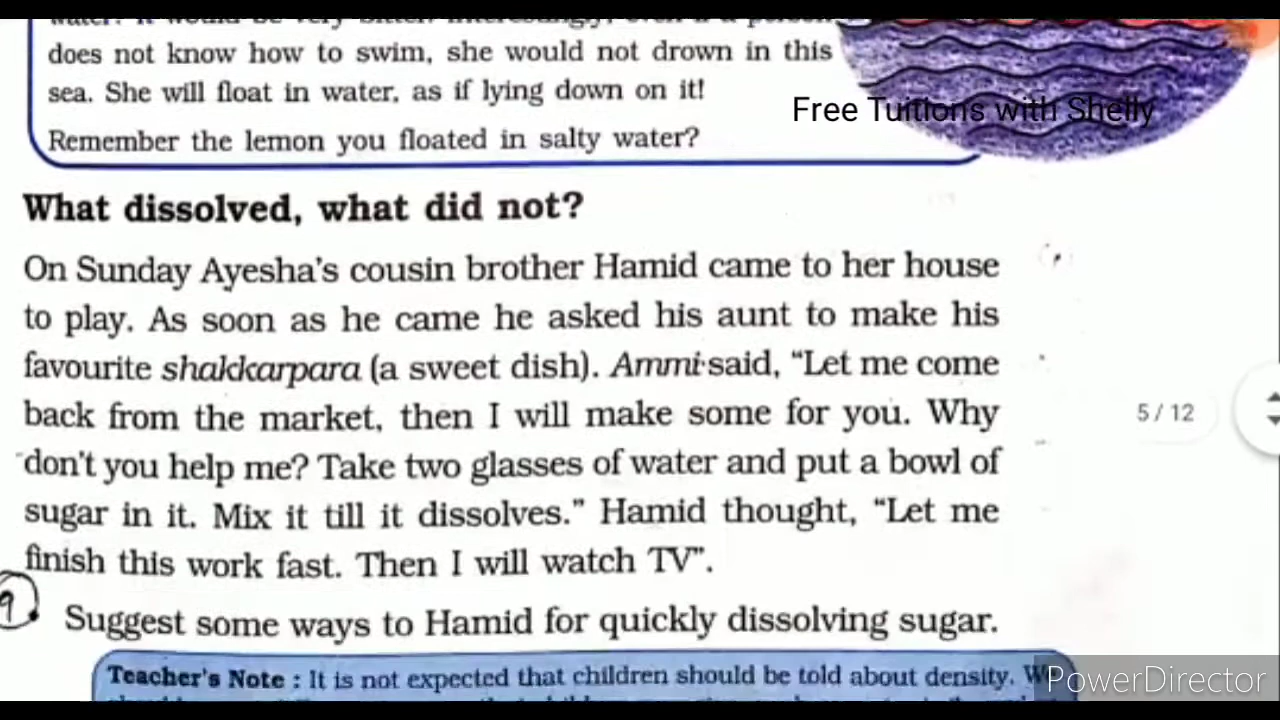 does not know how to swim, she would not drown in this
sea. She will float in water, as if lying down on it!
Free Tuitions with Shelly
Remember the lemon you floated in salty water?
What dissolved, what did not?
On Sunday Ayesha's cousin brother Hamid came to her house
to play. As soon as he came he asked his aunt to make his
favourite shakkarpara (a sweet dish). Ammi said, “Let me come
back from the market, then I will make some for you. Why
5 / 12
don't you help me? Take two glasses of water and put a bowl of
sugar in it. Mix it till it dissolves.” Hamid thought, “Let me
finish this work fast. Then I will watch TV”.
9.
Suggest some ways to Hamid for quickly dissolving sugar.
Teacher's Note : It is not expected that children should be told about density.
PowerDirector